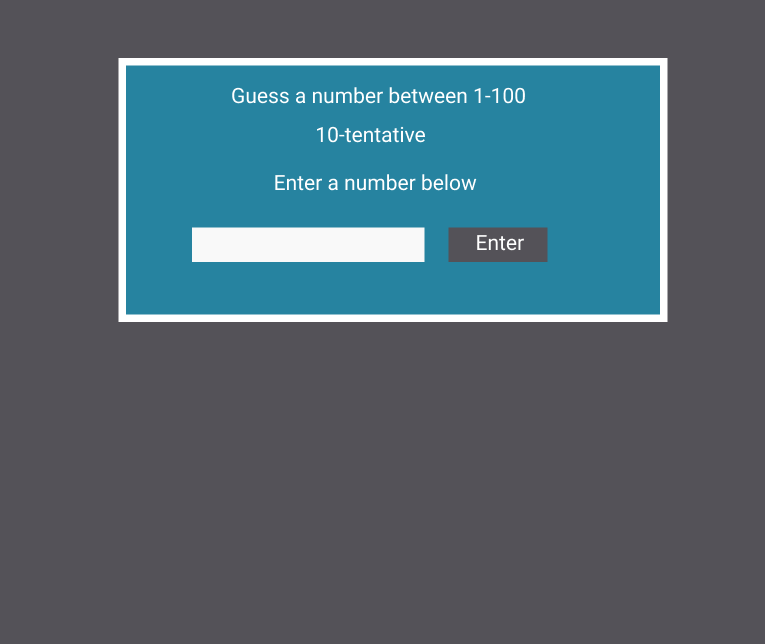 Guess a number between 1-100
10-tentative
Enter a number below
Enter